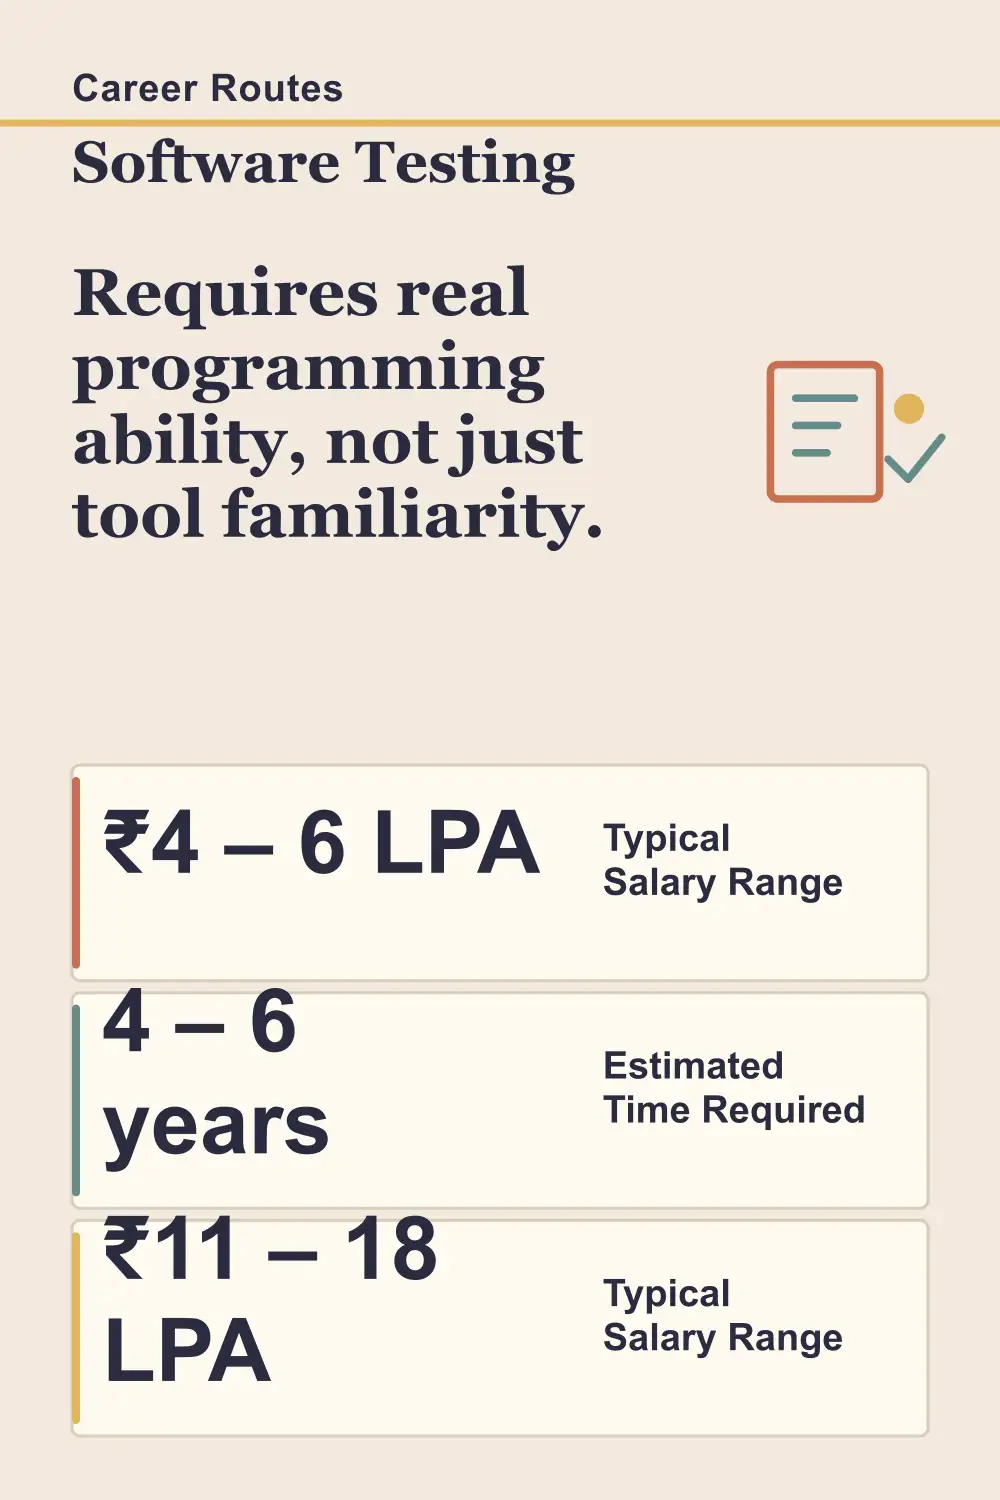 Career Routes
Software Testing
Requires real
programming
ability, not just
tool familiarity.
₹4 – 6 LPA
Typical
Salary Range
4 – 6
years
Estimated
Time Required
₹11 – 18
LPA
Typical
Salary Range